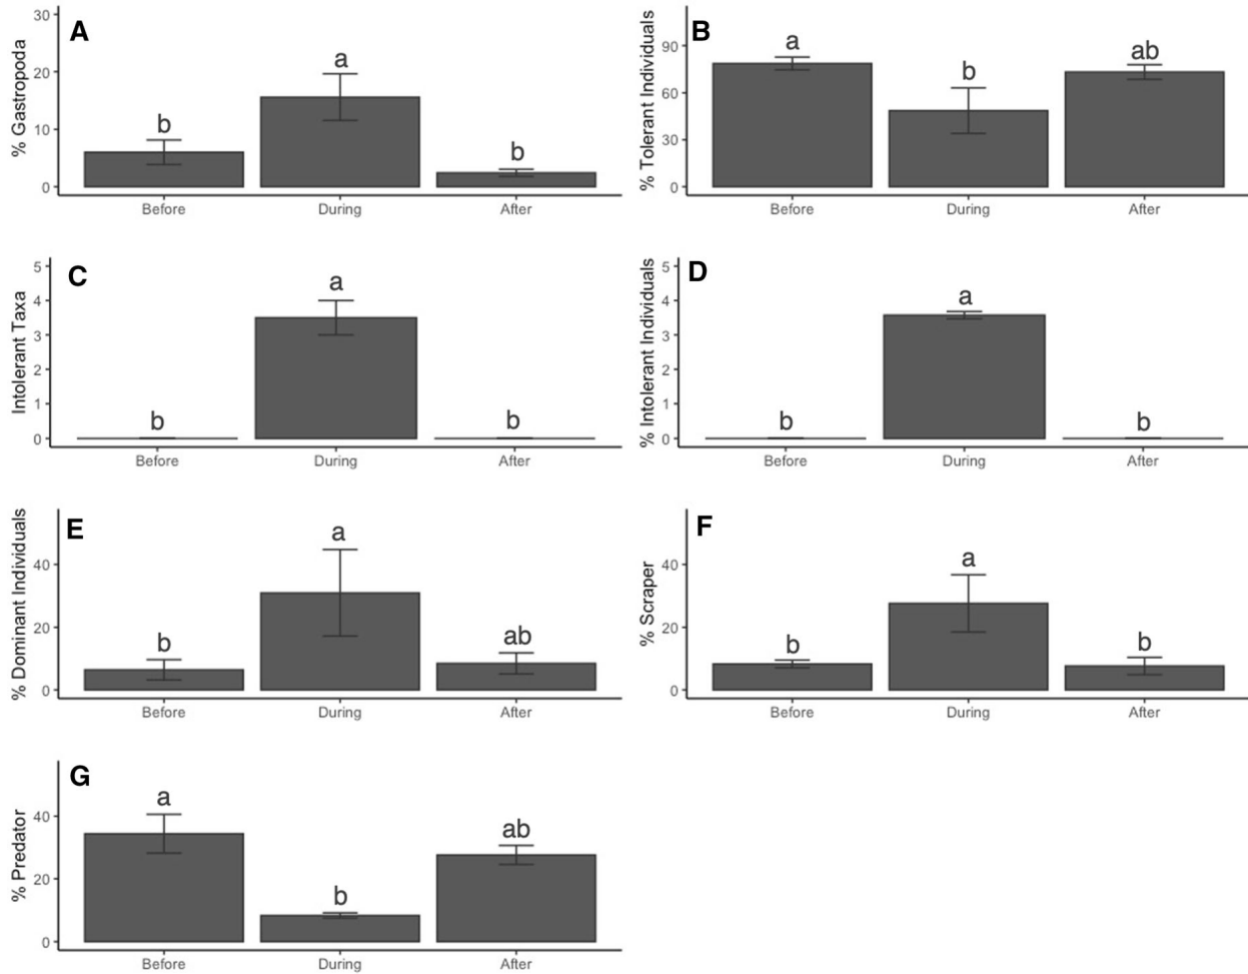 A
% Gastropoda
30
20
10
0
a
b
b
Before During After
B
% Tolerant Individuals
90
60
30
0
a
b
ab
Before During After
C
Intolerant Taxa
5
4
3
2
1
0
a
b
b
Before During After
D
% Intolerant Individuals
5
4
3
2
1
0
a
b
b
Before During After
E
% Dominant Individuals
40
20
0
a
b
ab
Before During After
F
% Scraper
40
20
0
a
b
b
Before During After
G
% Predator
40
20
0
a
b
ab
Before During After